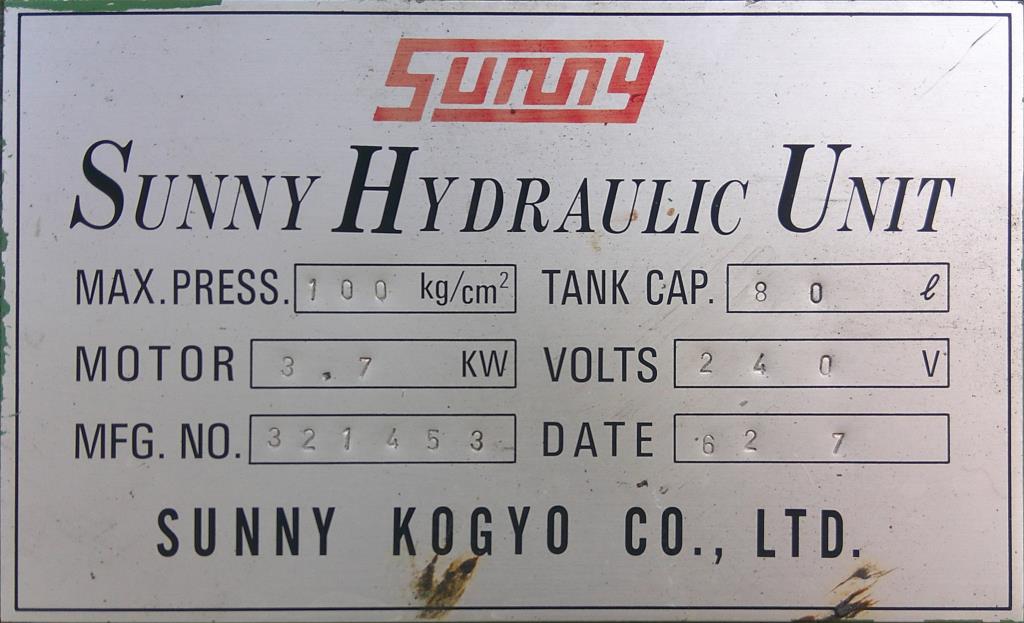 Sunny
SUNNY HYDRAULIC UNIT
MAX. PRESS. 100 kg/cm² TANK CAP. 80 ℓ
MOTOR 3.7 KW VOLTS 240 V
MFG. NO. 321453 DATE 62 7
SUNNY KOGYO CO., LTD.